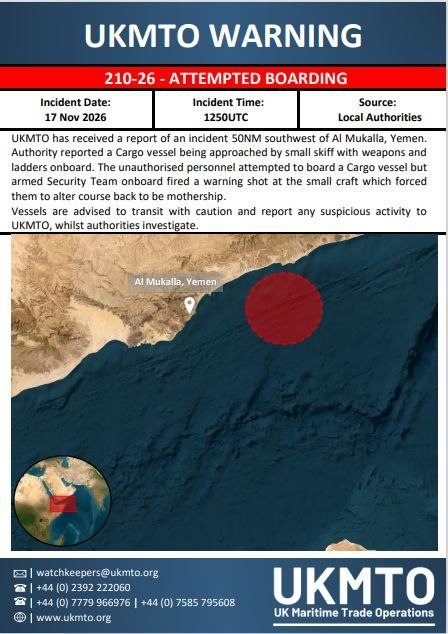 UKMTO WARNING
210-26 - ATTEMPTED BOARDING
Incident Date:
17 Nov 2026
Incident Time:
1250UTC
Source:
Local Authorities
UKMTO has received a report of an incident 50NM southwest of Al Mukalla, Yemen.
Authority reported a Cargo vessel being approached by small skiff with weapons and
ladders onboard. The unauthorised personnel attempted to board a Cargo vessel but
armed Security Team onboard fired a warning shot at the small craft which forced
them to alter course back to be mothership.
Vessels are advised to transit with caution and report any suspicious activity to
UKMTO, whilst authorities investigate.
Al Mukalla, Yemen
| watchkeepers@ukmto.org
| +44 (0) 2392 222060
| +44 (0) 7779 966976 | +44 (0) 7585 795608
| www.ukmto.org
UKMTO
UK Maritime Trade Operations